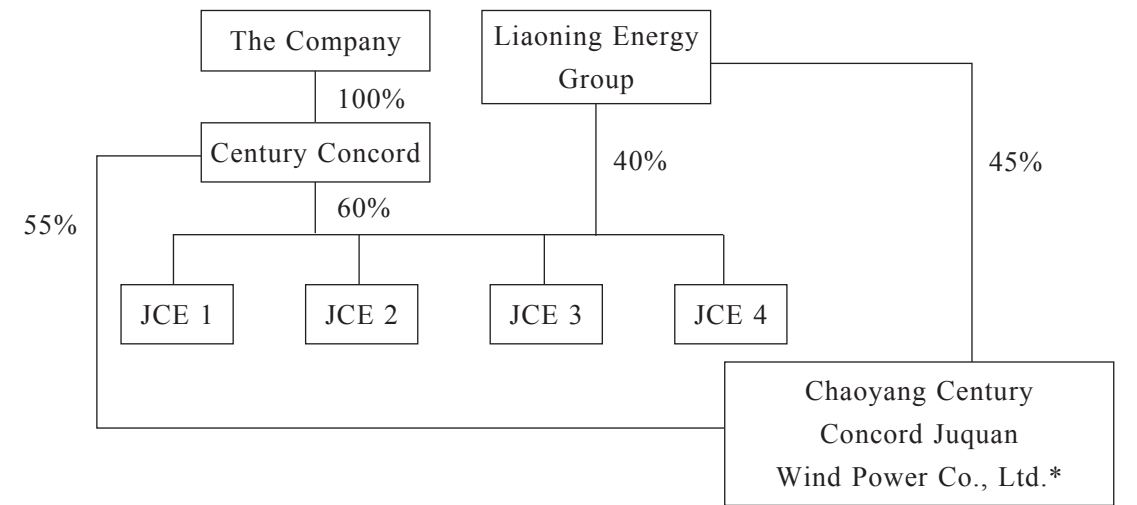 The Company
Liaoning Energy
Group
100%
Century Concord
40%
45%
60%
55%
JCE 1
JCE 2
JCE 3
JCE 4
Chaoyang Century
Concord Juquan
Wind Power Co., Ltd.*